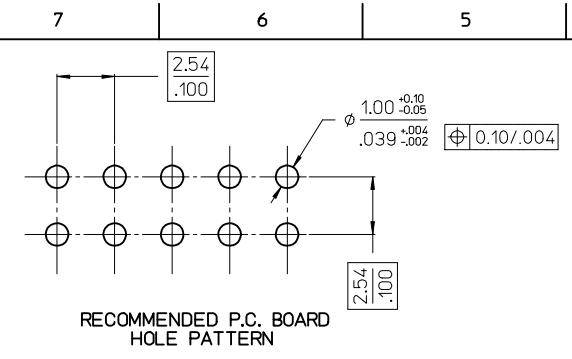 7 6 5
2.54
.100
⌀ 1.00 +0.10 -0.05
.039 +.004 -.002
⌖ 0.10/.004
2.54
.100
RECOMMENDED P.C. BOARD
HOLE PATTERN